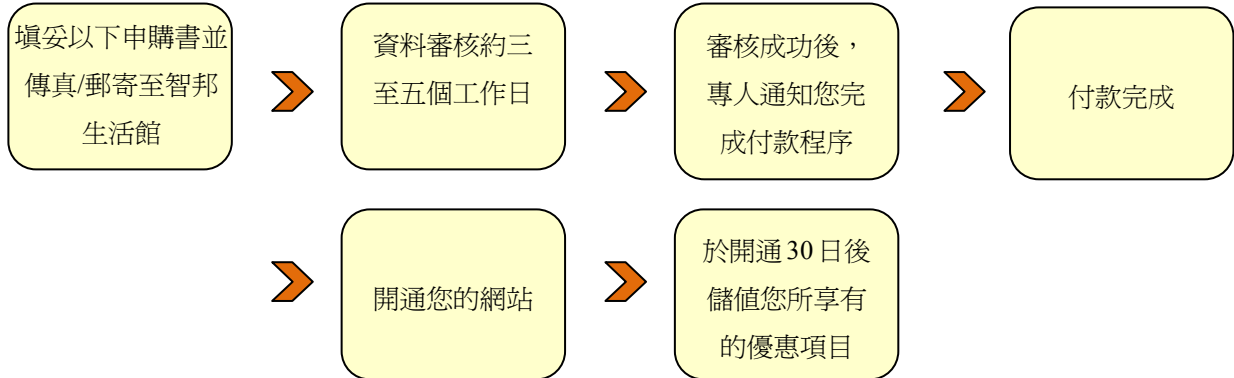 填妥以下申購書並
傳真/郵寄至智邦
生活館
資料審核約三
至五個工作日
審核成功後，
專人通知您完
成付款程序
付款完成
開通您的網站
於開通30日後
儲值您所享有
的優惠項目